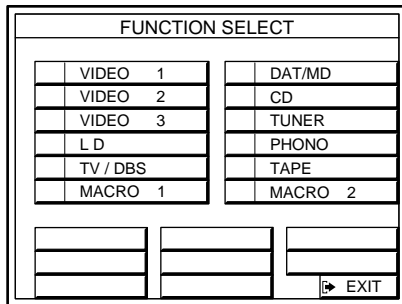 FUNCTION SELECT
VIDEO 1
VIDEO 2
VIDEO 3
L D
TV / DBS
MACRO 1
DAT/MD
CD
TUNER
PHONO
TAPE
MACRO 2
EXIT